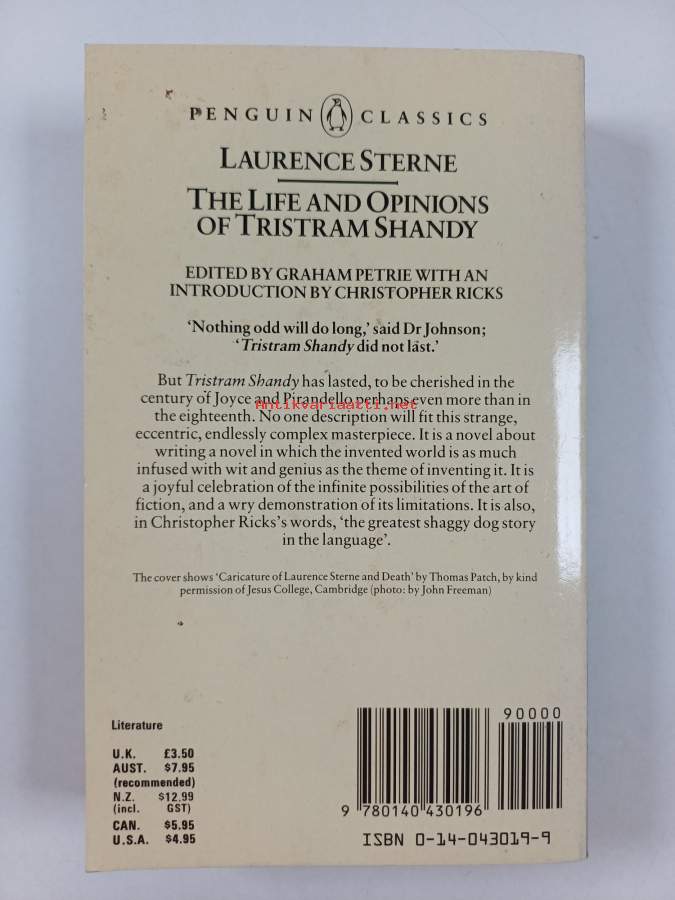 PENGUIN CLASSICS
LAURENCE STERNE
THE LIFE AND OPINIONS
OF TRISTRAM SHANDY
EDITED BY GRAHAM PETRIE WITH AN
INTRODUCTION BY CHRISTOPHER RICKS
‘Nothing odd will do long,’ said Dr Johnson;
‘Tristram Shandy did not last.’
But Tristram Shandy has lasted, to be cherished in the
century of Joyce and Pirandello perhaps even more than in
Antikvariaatti.net
the eighteenth. No one description will fit this strange,
eccentric, endlessly complex masterpiece. It is a novel about
writing a novel in which the invented world is as much
infused with wit and genius as the theme of inventing it. It is
a joyful celebration of the infinite possibilities of the art of
fiction, and a wry demonstration of its limitations. It is also,
in Christopher Ricks’s words, ‘the greatest shaggy dog story
in the language’.
The cover shows ‘Caricature of Laurence Sterne and Death’ by Thomas Patch, by kind
permission of Jesus College, Cambridge (photo: by John Freeman)
Literature
U.K. £3.50
AUST. $7.95
(recommended)
N.Z. $12.99
(incl. GST)
CAN. $5.95
U.S.A. $4.95
90000
9 780140 430196
ISBN 0-14-043019-9